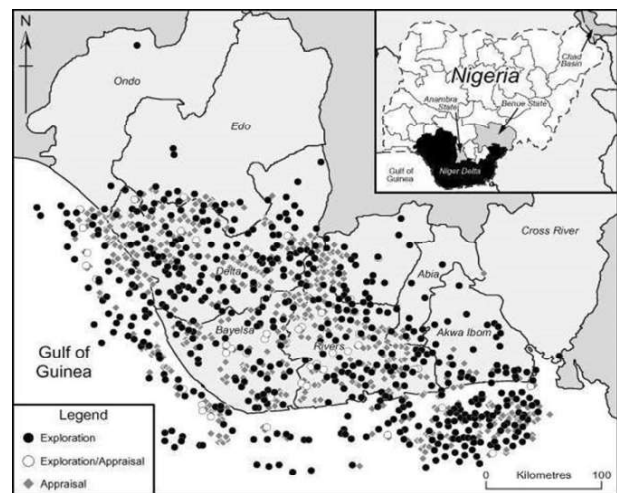 N
Ondo
Edo
Delta
Bayelsa
Rivers
Abia
Akwa Ibom
Cross River
Gulf of
Guinea
Nigeria
Chad
Basin
Anambra
State
Benue State
Gulf of
Guinea
Niger Delta
Legend
Exploration
Exploration/Appraisal
Appraisal
0 Kilometres 100